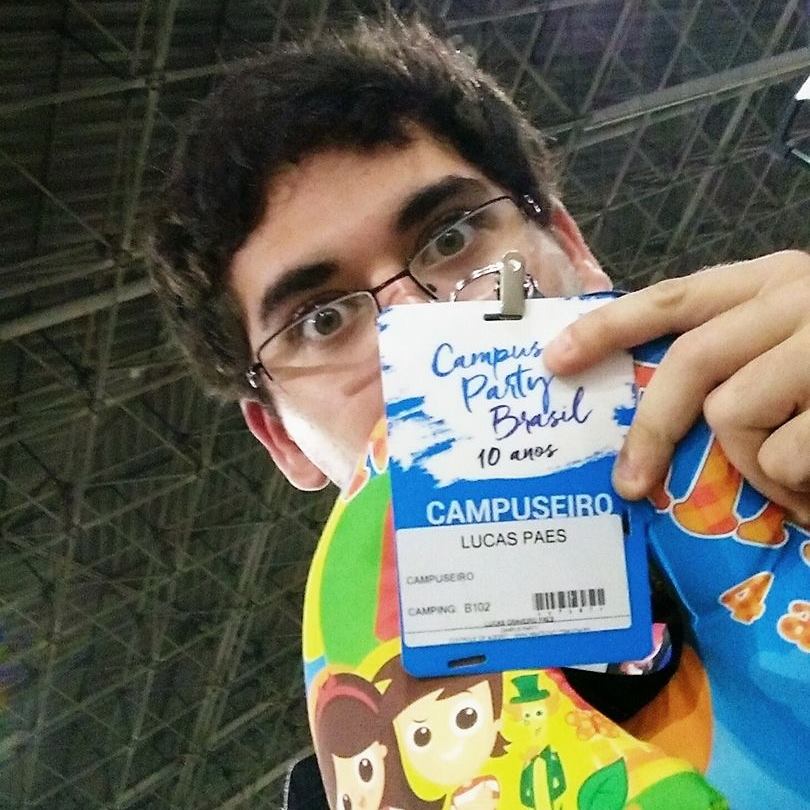 Campus
Party
Brasil
10 anos
CAMPUSEIRO
LUCAS PAES
CAMPUSEIRO
CAMPING: B102